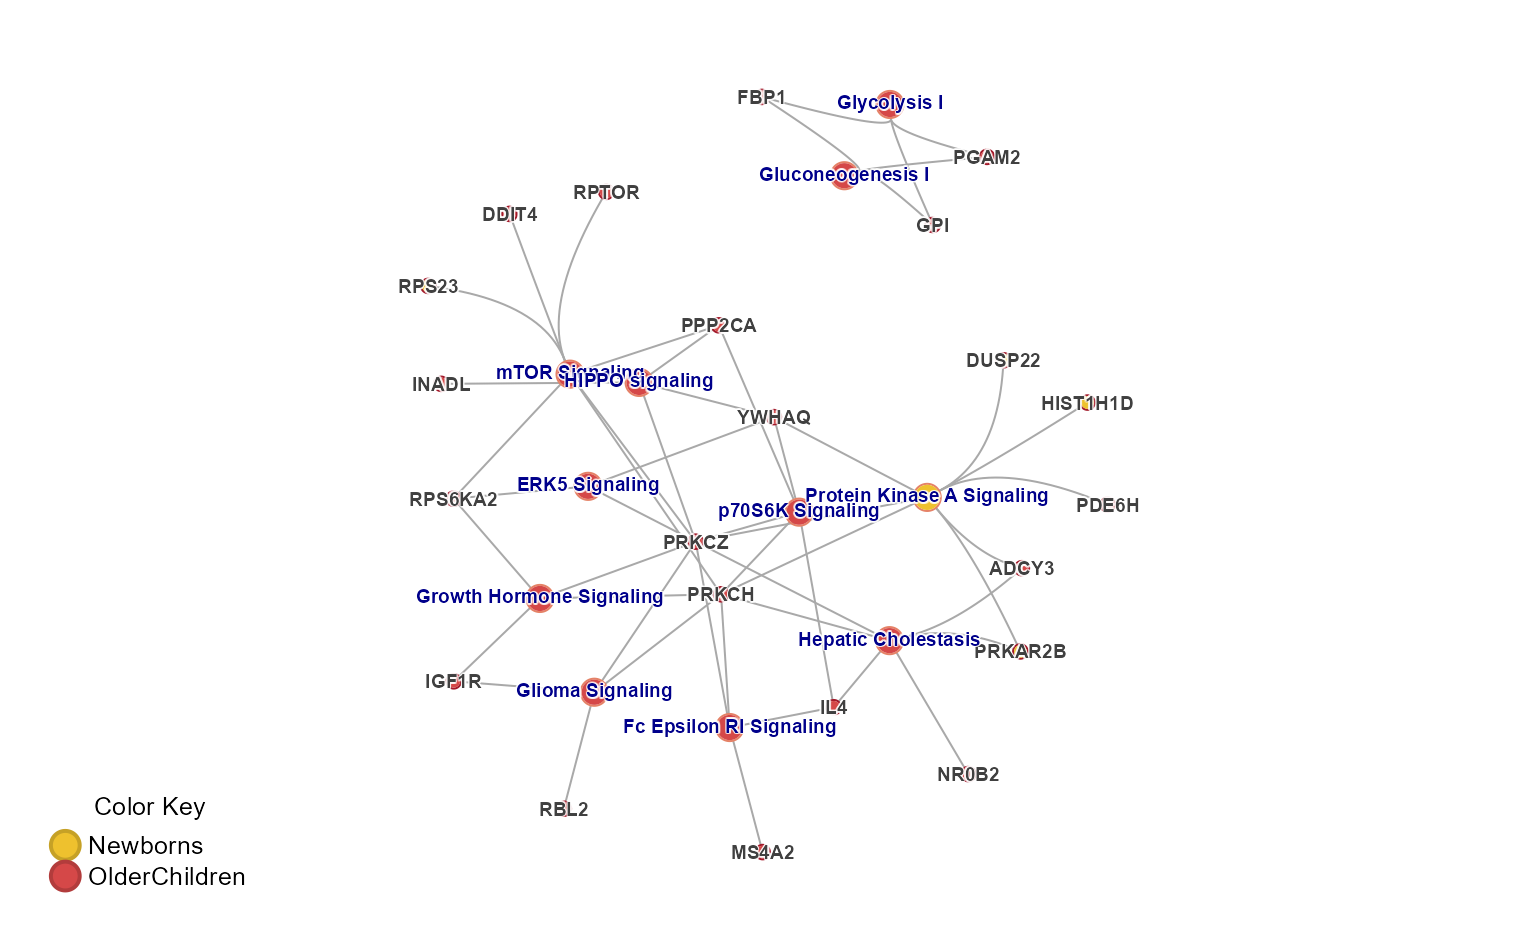 FBP1
Glycolysis I
PGAM2
Gluconeogenesis I
GPI
RPTOR
DDIT4
RPS23
PPP2CA
INADL
mTOR Signaling
HIPPO signaling
DUSP22
HIST1H1D
YWHAQ
ERK5 Signaling
RPS6KA2
Protein Kinase A Signaling
p70S6K Signaling
PDE6H
PRKCZ
ADCY3
Growth Hormone Signaling
PRKCH
Hepatic Cholestasis
PRKAR2B
IGF1R
Glioma Signaling
IL4
Fc Epsilon RI Signaling
NR0B2
RBL2
MS4A2
Color Key
Newborns
OlderChildren